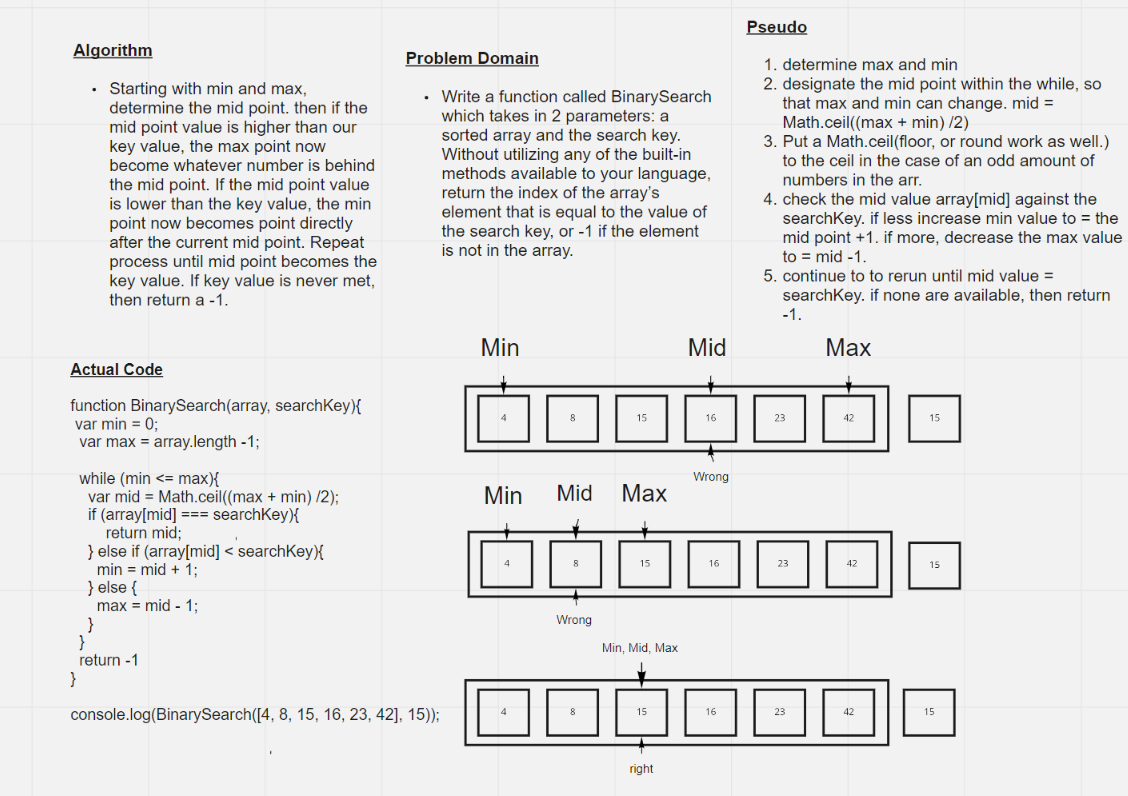 Algorithm
• Starting with min and max,
determine the mid point. then if the
mid point value is higher than our
key value, the max point now
become whatever number is behind
the mid point. If the mid point value
is lower than the key value, the min
point now becomes point directly
after the current mid point. Repeat
process until mid point becomes the
key value. If key value is never met,
then return a -1.
Problem Domain
• Write a function called BinarySearch
which takes in 2 parameters: a
sorted array and the search key.
Without utilizing any of the built-in
methods available to your language,
return the index of the array's
element that is equal to the value of
the search key, or -1 if the element
is not in the array.
Pseudo
1. determine max and min
2. designate the mid point within the while, so
that max and min can change. mid =
Math.ceil((max + min) /2)
3. Put a Math.ceil(floor, or round work as well.)
to the ceil in the case of an odd amount of
numbers in the arr.
4. check the mid value array[mid] against the
searchKey. if less increase min value to = the
mid point +1. if more, decrease the max value
to = mid -1.
5. continue to to rerun until mid value =
searchKey. if none are available, then return
-1.
Actual Code
function BinarySearch(array, searchKey){
var min = 0;
var max = array.length -1;
while (min <= max){
var mid = Math.ceil((max + min) /2);
if (array[mid] === searchKey){
return mid;
} else if (array[mid] < searchKey){
min = mid + 1;
} else {
max = mid - 1;
}
}
return -1
}
console.log(BinarySearch([4, 8, 15, 16, 23, 42], 15));
Min Mid Max
4 8 15 16 23 42 15
Wrong
Min Mid Max
4 8 15 16 23 42 15
Wrong
Min, Mid, Max
4 8 15 16 23 42 15
right